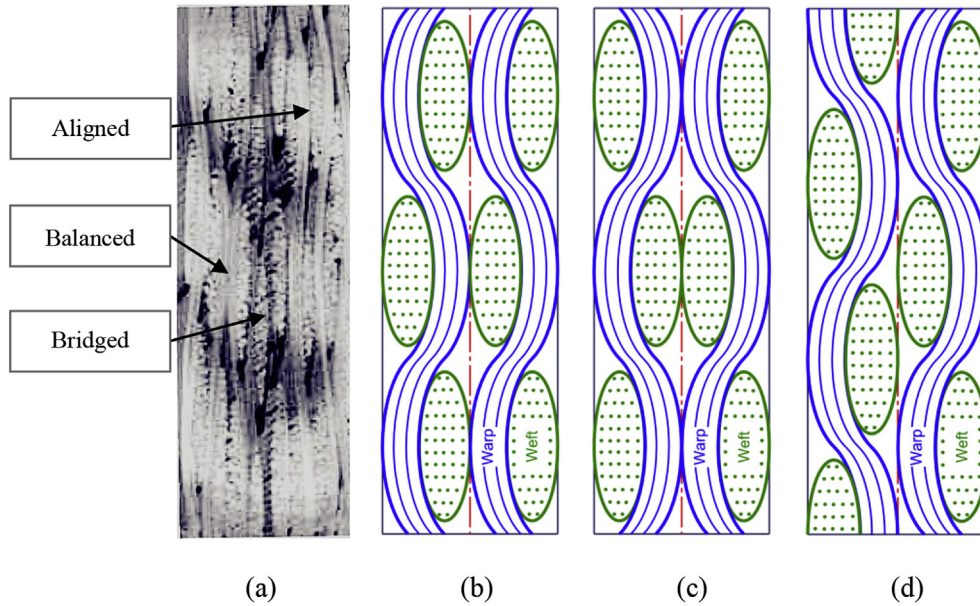 Aligned
Balanced
Bridged
Warp
Weft
Warp
Weft
Warp
Weft
(a)
(b)
(c)
(d)